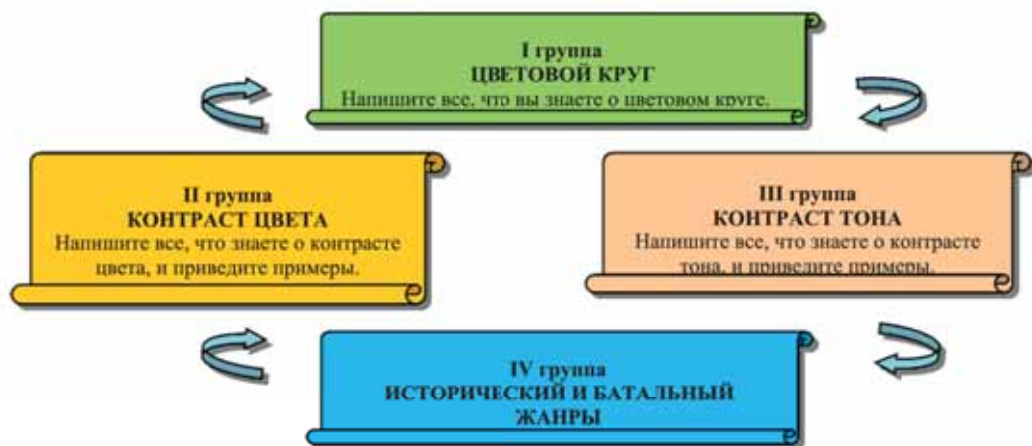 I группа
ЦВЕТОВОЙ КРУГ
Напишите все, что вы знаете о цветовом круге.
II группа
КОНТРАСТ ЦВЕТА
Напишите все, что знаете о контрасте
цвета, и приведите примеры.
III группа
КОНТРАСТ ТОНА
Напишите все, что знаете о контрасте
тона, и приведите примеры.
IV группа
ИСТОРИЧЕСКИЙ И БАТАЛЬНЫЙ
ЖАНРЫ